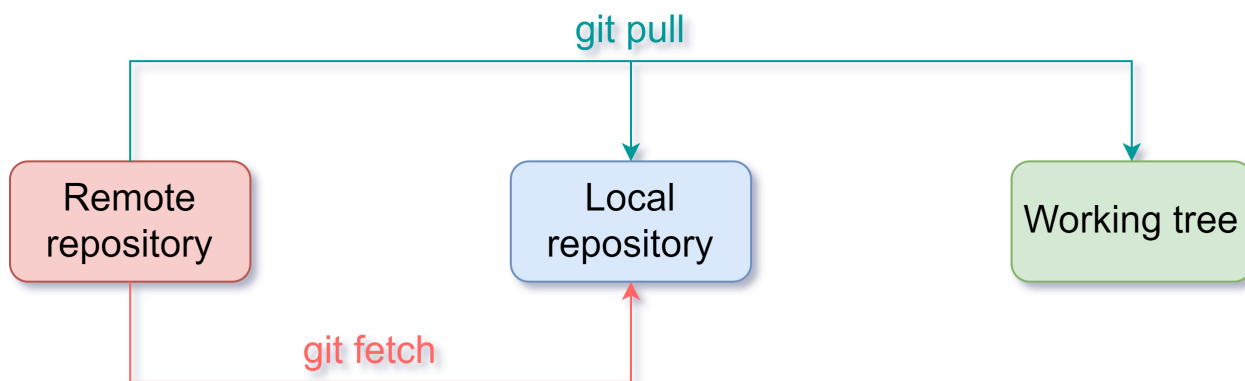 git pull
Remote
repository
Local
repository
Working tree
git fetch